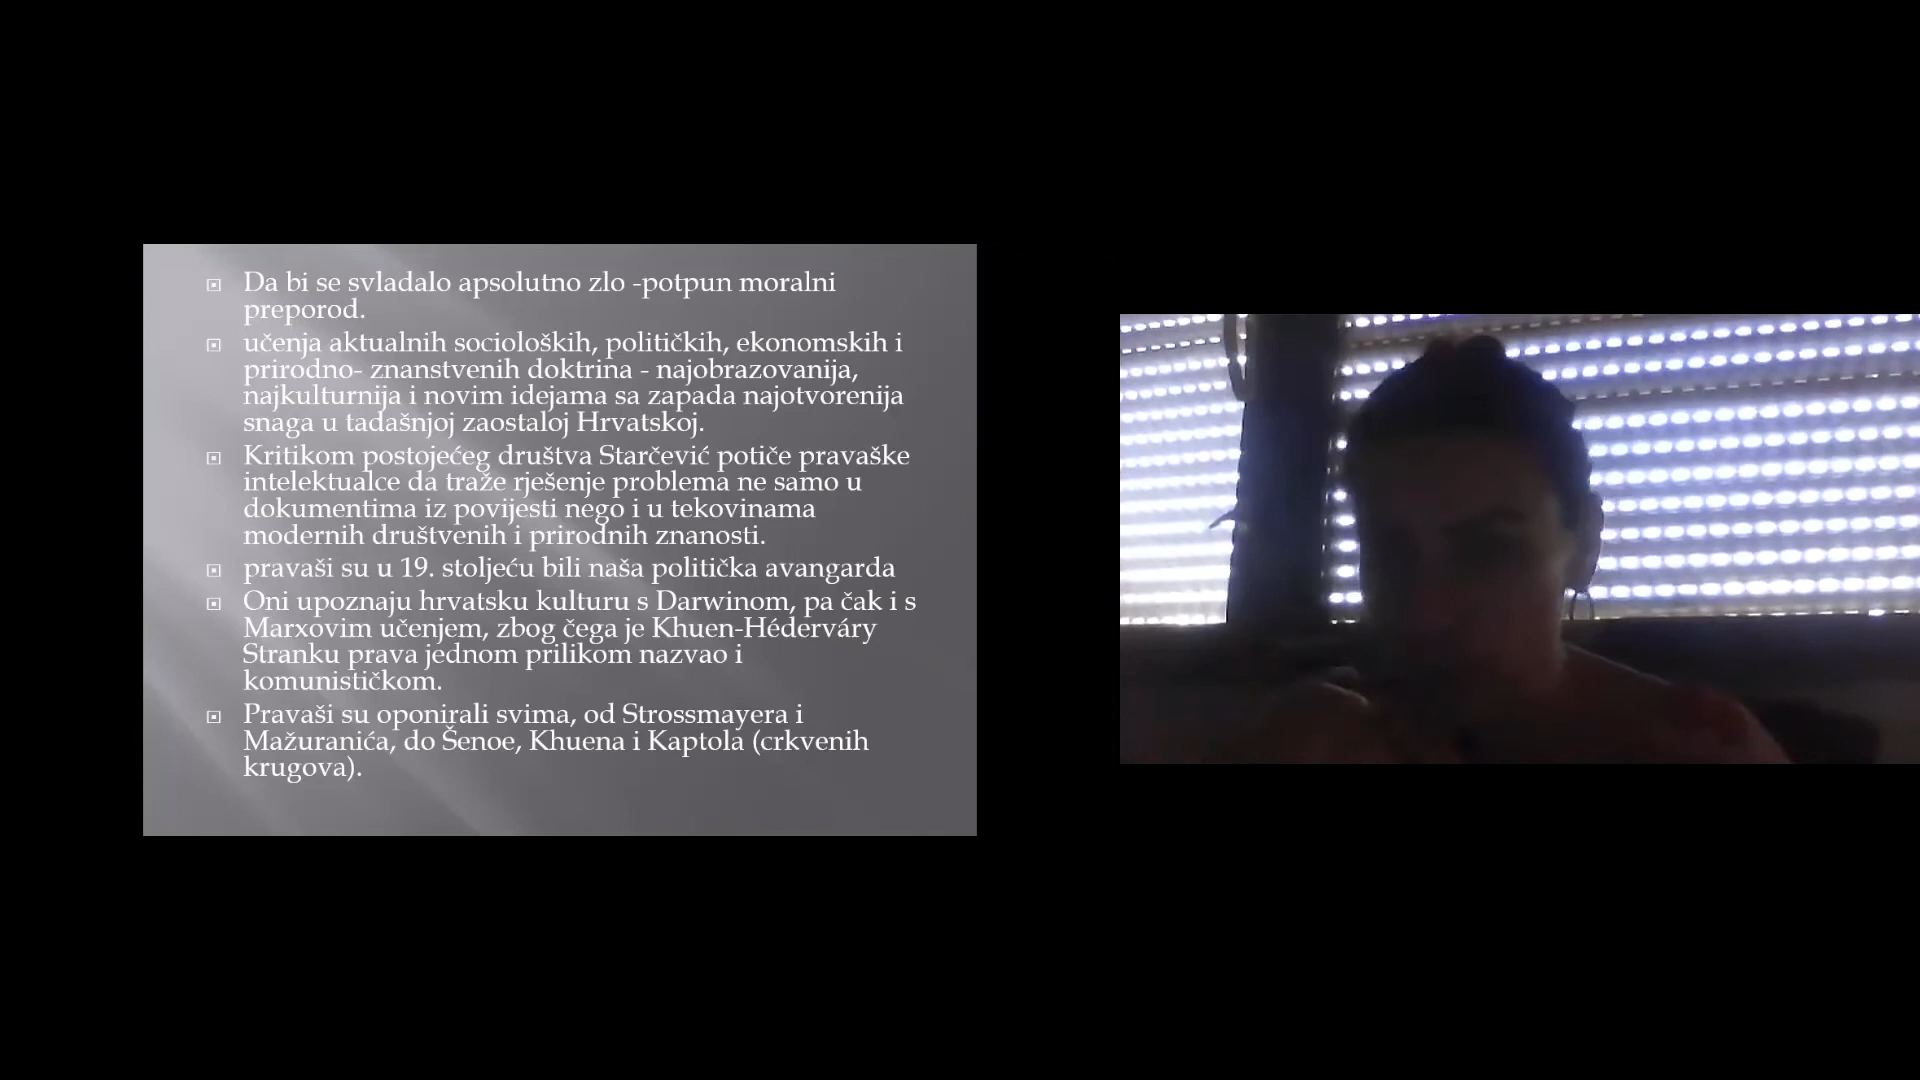 Da bi se svladalo apsolutno zlo -potpun moralni
preporod.
učenja aktualnih socioloških, političkih, ekonomskih i
prirodno- znanstvenih doktrina - najobrazovanija,
najkulturnija i novim idejama sa zapada najotvorenija
snaga u tadašnjoj zaostaloj Hrvatskoj.
Kritikom postojećeg društva Starčević potiče pravaške
intelektualce da traže rješenje problema ne samo u
dokumentima iz povijesti nego i u tekovinama
modernih društvenih i prirodnih znanosti.
pravaši su u 19. stoljeću bili naša politička avangarda
Oni upoznaju hrvatsku kulturu s Darwinom, pa čak i s
Marxovim učenjem, zbog čega je Khuen-Héderváry
Stranku prava jednom prilikom nazvao i
komunističkom.
Pravaši su oponirali svima, od Strossmayera i
Mažuranića, do Šenoe, Khuena i Kaptola (crkvenih
krugova).